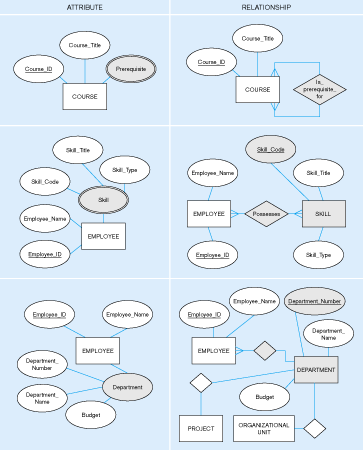 ATTRIBUTE
RELATIONSHIP
Course_Title
Course_ID
Prerequisite
COURSE
Course_Title
Course_ID
COURSE
Is_
prerequisite_
for
Skill_Title
Skill_Code
Skill_Type
Skill
Employee_Name
Employee_ID
EMPLOYEE
Skill_Code
Employee_Name
Skill_Title
EMPLOYEE
Possesses
SKILL
Employee_ID
Skill_Type
Employee_ID
Employee_Name
EMPLOYEE
Department_
Number
Department
Department_
Name
Budget
Employee_ID
Employee_Name
Department_Number
Department_
Name
EMPLOYEE
DEPARTMENT
Budget
PROJECT
ORGANIZATIONAL
UNIT